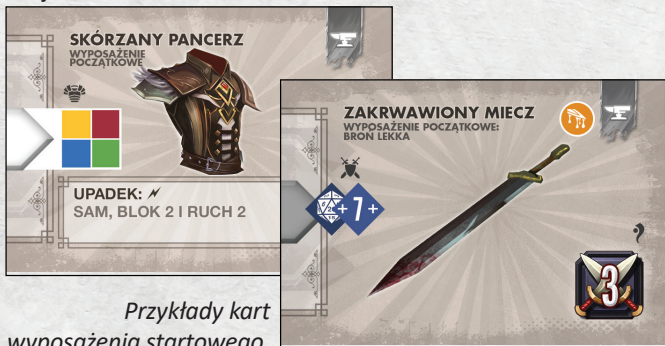 SKÓRZANY PANCERZ
WYPOSAŻENIE
POCZĄTKOWE
UPADEK:
SAM, BLOK 2 I RUCH 2
ZAKRWAWIONY MIECZ
WYPOSAŻENIE POCZĄTKOWE:
BROŃ LEKKA
+7+
3
Przykłady kart
wyposażenia startowego.